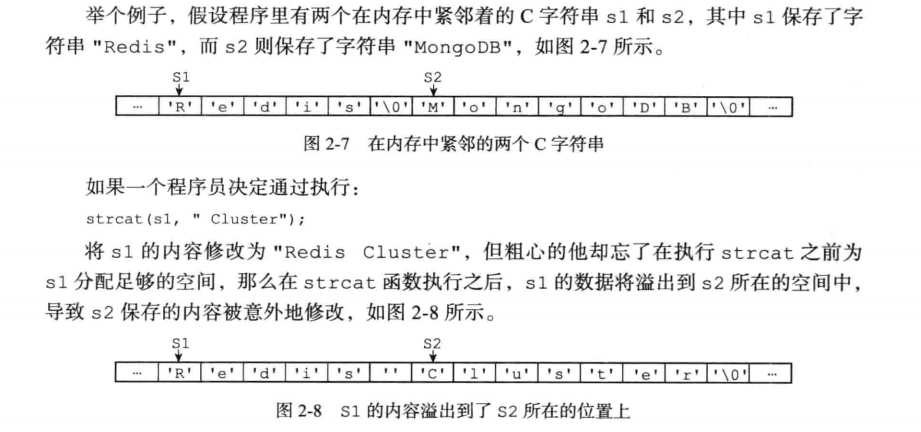 举个例子，假设程序里有两个在内存中紧邻着的 C 字符串 s1 和 s2，其中 s1 保存了字
符串 "Redis"，而 s2 则保存了字符串 "MongoDB"，如图 2-7 所示。
S1 S2
... 'R' 'e' 'd' 'i' 's' '\0' 'M' 'o' 'n' 'g' 'o' 'D' 'B' '\0' ...
图 2-7 在内存中紧邻的两个 C 字符串
如果一个程序员决定通过执行：
strcat(s1, " Cluster");
将 s1 的内容修改为 "Redis Cluster"，但粗心的他却忘了在执行 strcat 之前为
s1 分配足够的空间，那么在 strcat 函数执行之后，s1 的数据将溢出到 s2 所在的空间中，
导致 s2 保存的内容被意外地修改，如图 2-8 所示。
S1 S2
... 'R' 'e' 'd' 'i' 's' ' ' 'C' 'l' 'u' 's' 't' 'e' 'r' '\0' ...
图 2-8 S1 的内容溢出到了 S2 所在的位置上